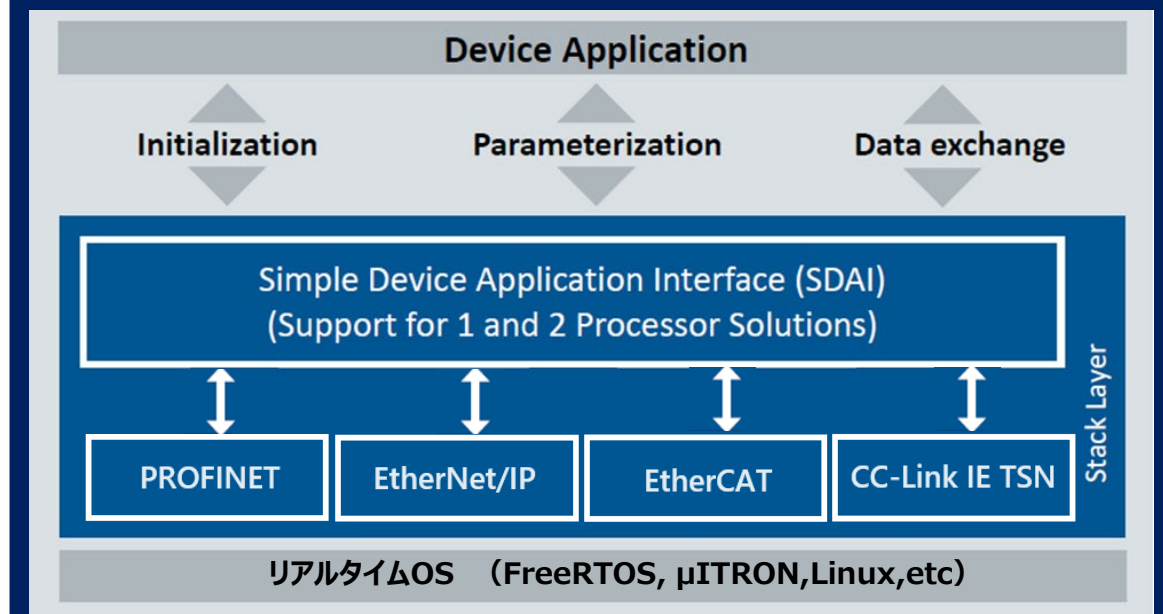 Device Application
Initialization
Parameterization
Data exchange
Simple Device Application Interface (SDAI)
(Support for 1 and 2 Processor Solutions)
Stack Layer
PROFINET
EtherNet/IP
EtherCAT
CC-Link IE TSN
リアルタイムOS （FreeRTOS, μITRON,Linux,etc）